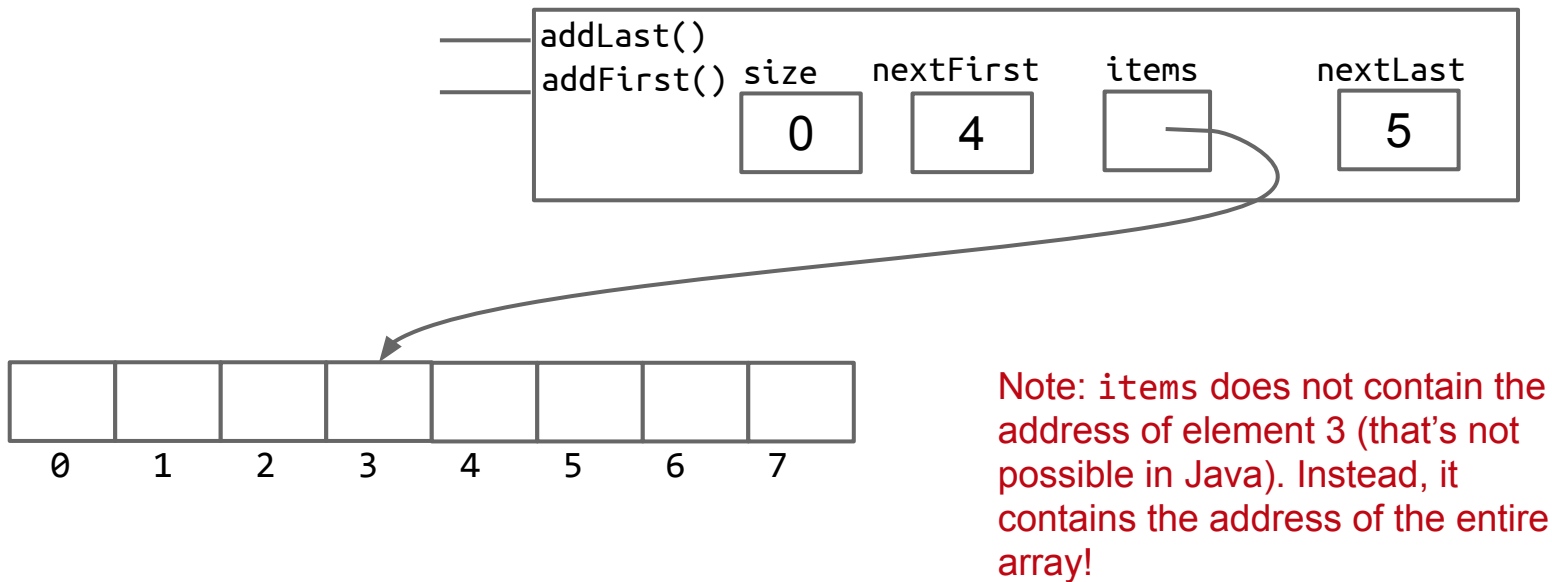 addLast()
addFirst() size nextFirst items nextLast
0 4 5
0 1 2 3 4 5 6 7
Note: items does not contain the
address of element 3 (that's not
possible in Java). Instead, it
contains the address of the entire
array!